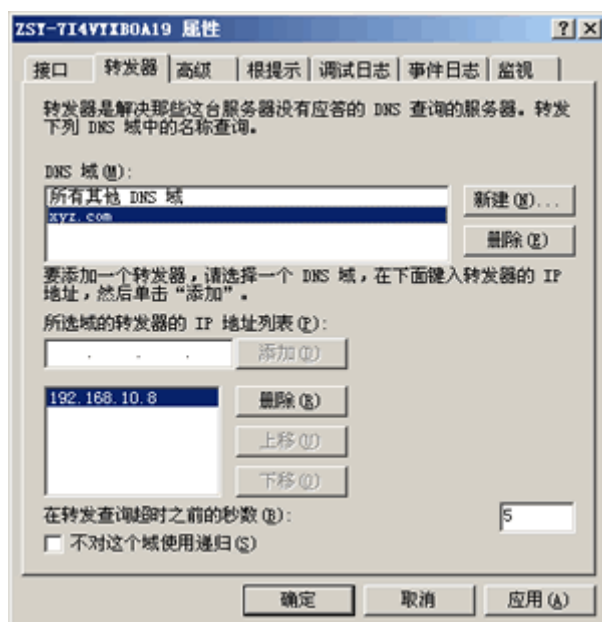 ZSY-7I4VYXB0A19 属性
接口 转发器 高级 根提示 调试日志 事件日志 监视
转发器是解决那些这台服务器没有应答的 DNS 查询的服务器。转发
下列 DNS 域中的名称查询。
DNS 域(M):
所有其他 DNS 域
新建(N)...
xyz.com
删除(E)
要添加一个转发器，请选择一个 DNS 域，在下面键入转发器的 IP
地址，然后单击“添加”。
所选域的转发器的 IP 地址列表(P):
. . . 添加(D)
192.168.10.8
删除(R)
上移(U)
下移(O)
在转发查询超时之前的秒数(B): 5
不对这个域使用递归(S)
确定 取消 应用(A)